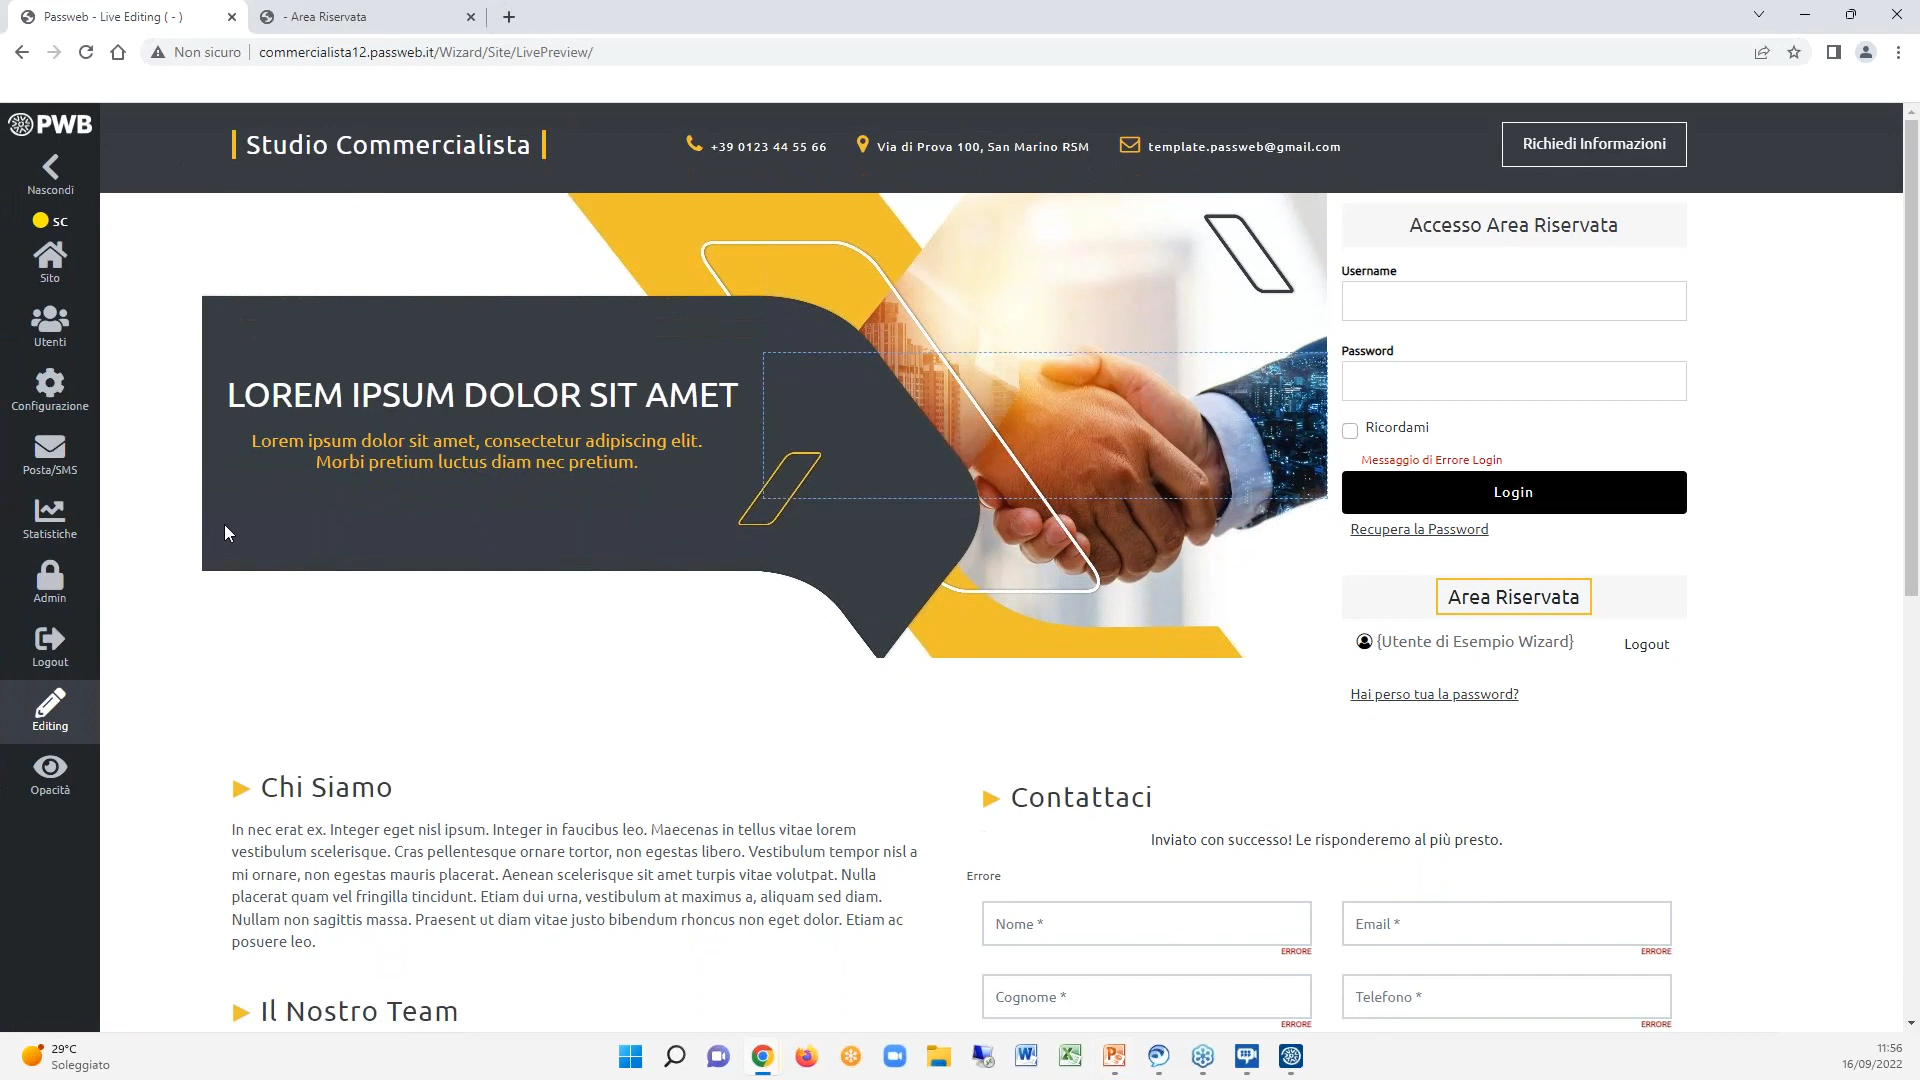 Passweb - Live Editing ( - )
- Area Riservata
Non sicuro
commercialista12.passweb.it/Wizard/Site/LivePreview/
PWB
Nascondi
SC
Sito
Utenti
Configurazione
Posta/SMS
Statistiche
Admin
Logout
Editing
Opacità
Studio Commercialista
+39 0123 44 55 66
Via di Prova 100, San Marino RSM
template.passweb@gmail.com
Richiedi Informazioni
LOREM IPSUM DOLOR SIT AMET
Lorem ipsum dolor sit amet, consectetur adipiscing elit.
Morbi pretium luctus diam nec pretium.
Accesso Area Riservata
Username
Password
Ricordami
Messaggio di Errore Login
Login
Recupera la Password
Area Riservata
{Utente di Esempio Wizard}
Logout
Hai perso tua la password?
Chi Siamo
In nec erat ex. Integer eget nisl ipsum. Integer in faucibus leo. Maecenas in tellus vitae lorem
vestibulum scelerisque. Cras pellentesque ornare tortor, non egestas libero. Vestibulum tempor nisl a
mi ornare, non egestas mauris placerat. Aenean scelerisque sit amet turpis vitae volutpat. Nulla
placerat quam vel fringilla tincidunt. Etiam dui urna, vestibulum at maximus a, aliquam sed diam.
Nullam non sagittis massa. Praesent ut diam vitae justo bibendum rhoncus non eget dolor. Etiam ac
posuere leo.
Il Nostro Team
Contattaci
Inviato con successo! Le risponderemo al più presto.
Errore
Nome *
ERRORE
Email *
ERRORE
Cognome *
ERRORE
Telefono *
ERRORE
29°C
Soleggiato
11:56
16/09/2022